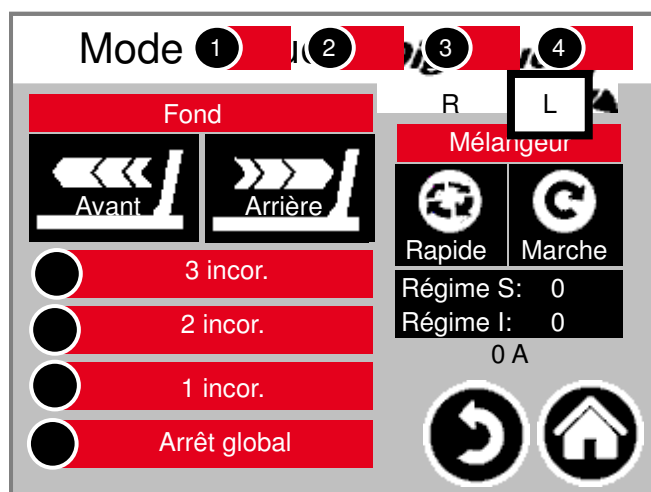 Mode
1 2 3 4
R L
Fond
Mélangeur
Avant Arrière
Rapide Marche
3 incor.
Régime S: 0
2 incor.
Régime I: 0
0 A
1 incor.
Arrêt global